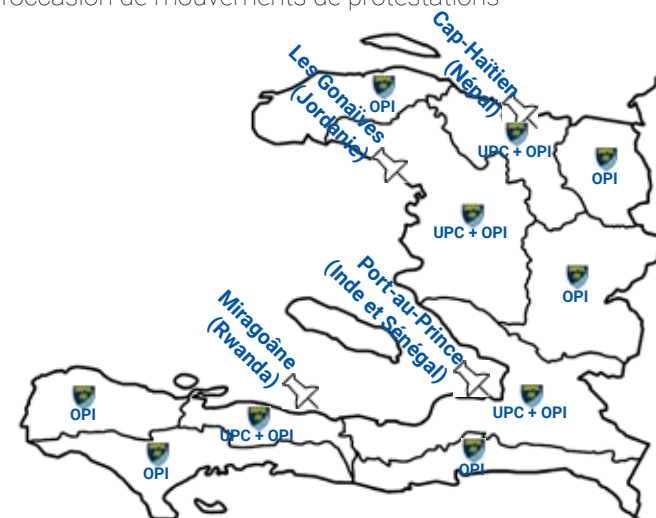 l'occasion de mouvements de protestations
Cap-Haïtien
(Népal)
Les Gonaïves
(Jordanie)
OPI
UPC + OPI
OPI
UPC + OPI
OPI
Port-au-Prince
(Inde et Sénégal)
Miragoâne
(Rwanda)
OPI
UPC + OPI
UPC + OPI
OPI
OPI